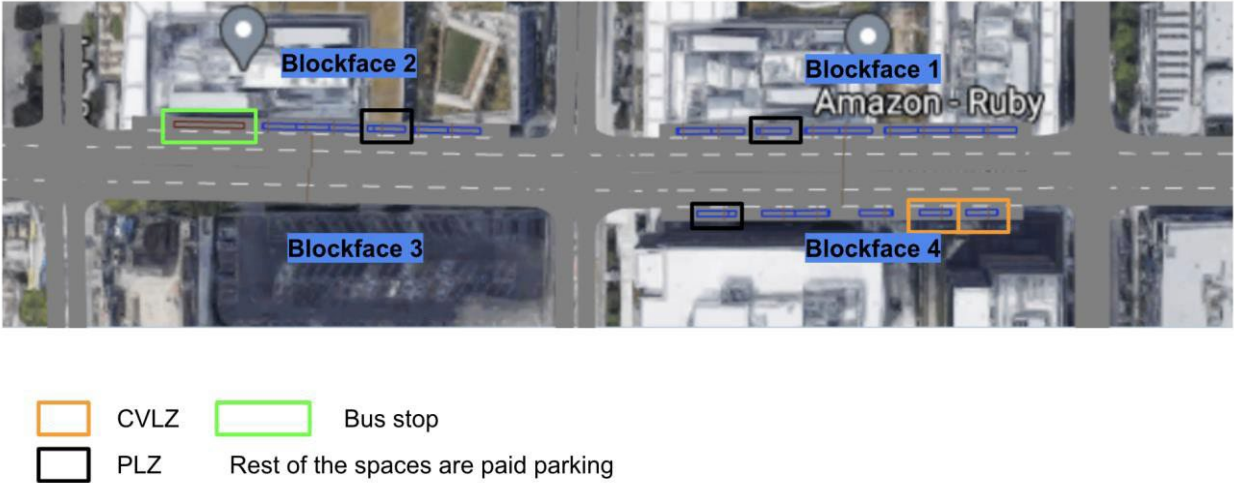 Blockface 2
Blockface 1
Amazon - Ruby
Blockface 3
Blockface 4
CVLZ
Bus stop
PLZ
Rest of the spaces are paid parking